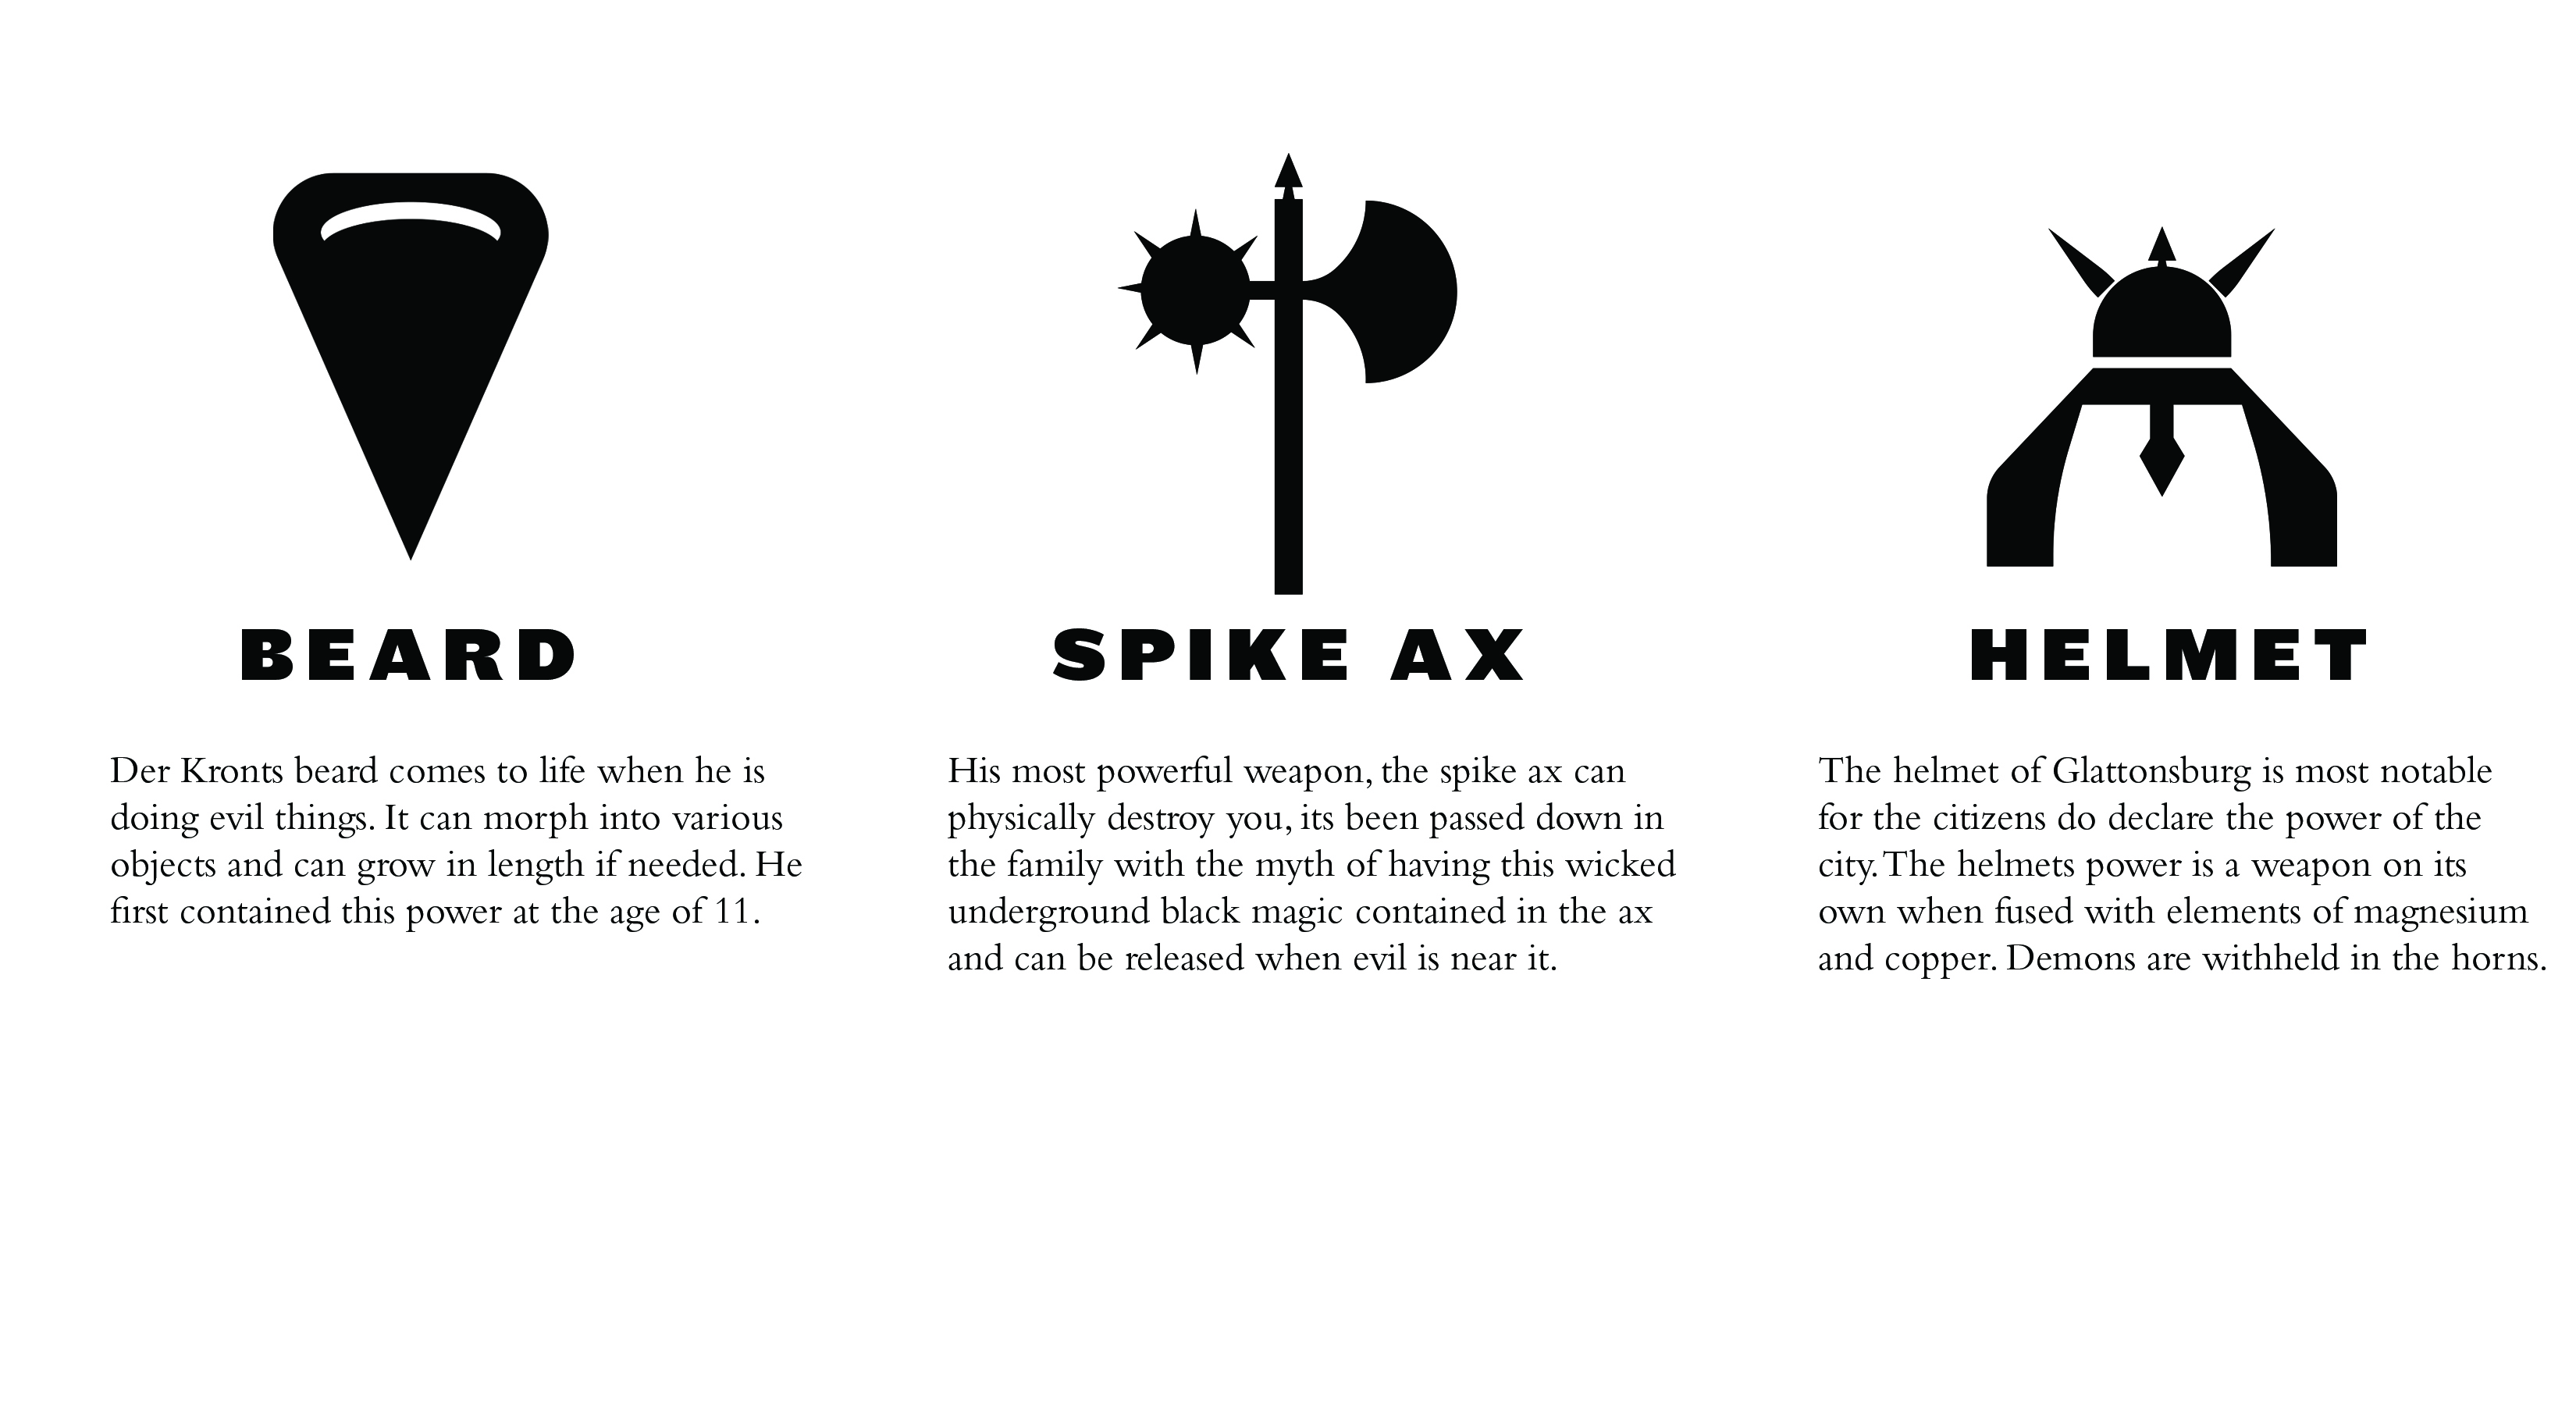 BEARD
Der Kronts beard comes to life when he is
doing evil things. It can morph into various
objects and can grow in length if needed. He
first contained this power at the age of 11.
SPIKE AX
His most powerful weapon, the spike ax can
physically destroy you, its been passed down in
the family with the myth of having this wicked
underground black magic contained in the ax
and can be released when evil is near it.
HELMET
The helmet of Glattonsburg is most notable
for the citizens do declare the power of the
city. The helmets power is a weapon on its
own when fused with elements of magnesium
and copper. Demons are withheld in the horns.